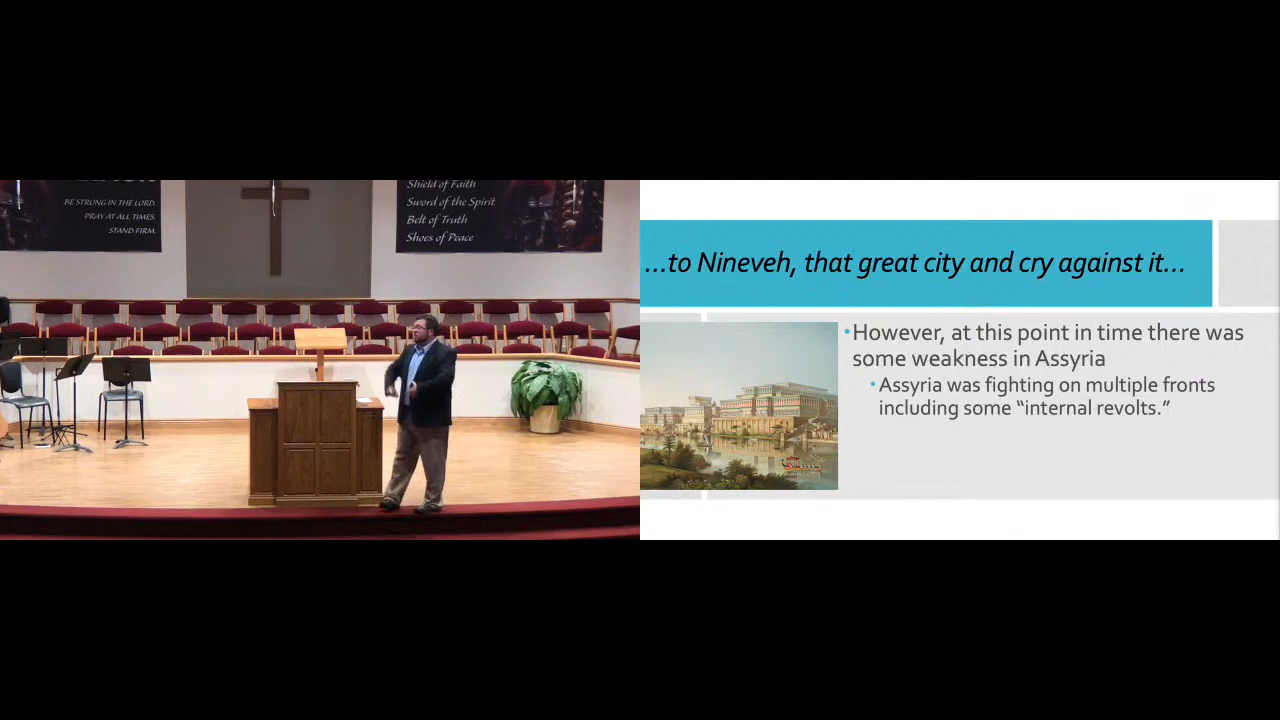 BE STRONG IN THE LORD.
PRAY AT ALL TIMES.
STAND FIRM.
Shield of Faith
Sword of the Spirit
Belt of Truth
Shoes of Peace
...to Nineveh, that great city and cry against it...
•However, at this point in time there was
some weakness in Assyria
•Assyria was fighting on multiple fronts
including some “internal revolts.”